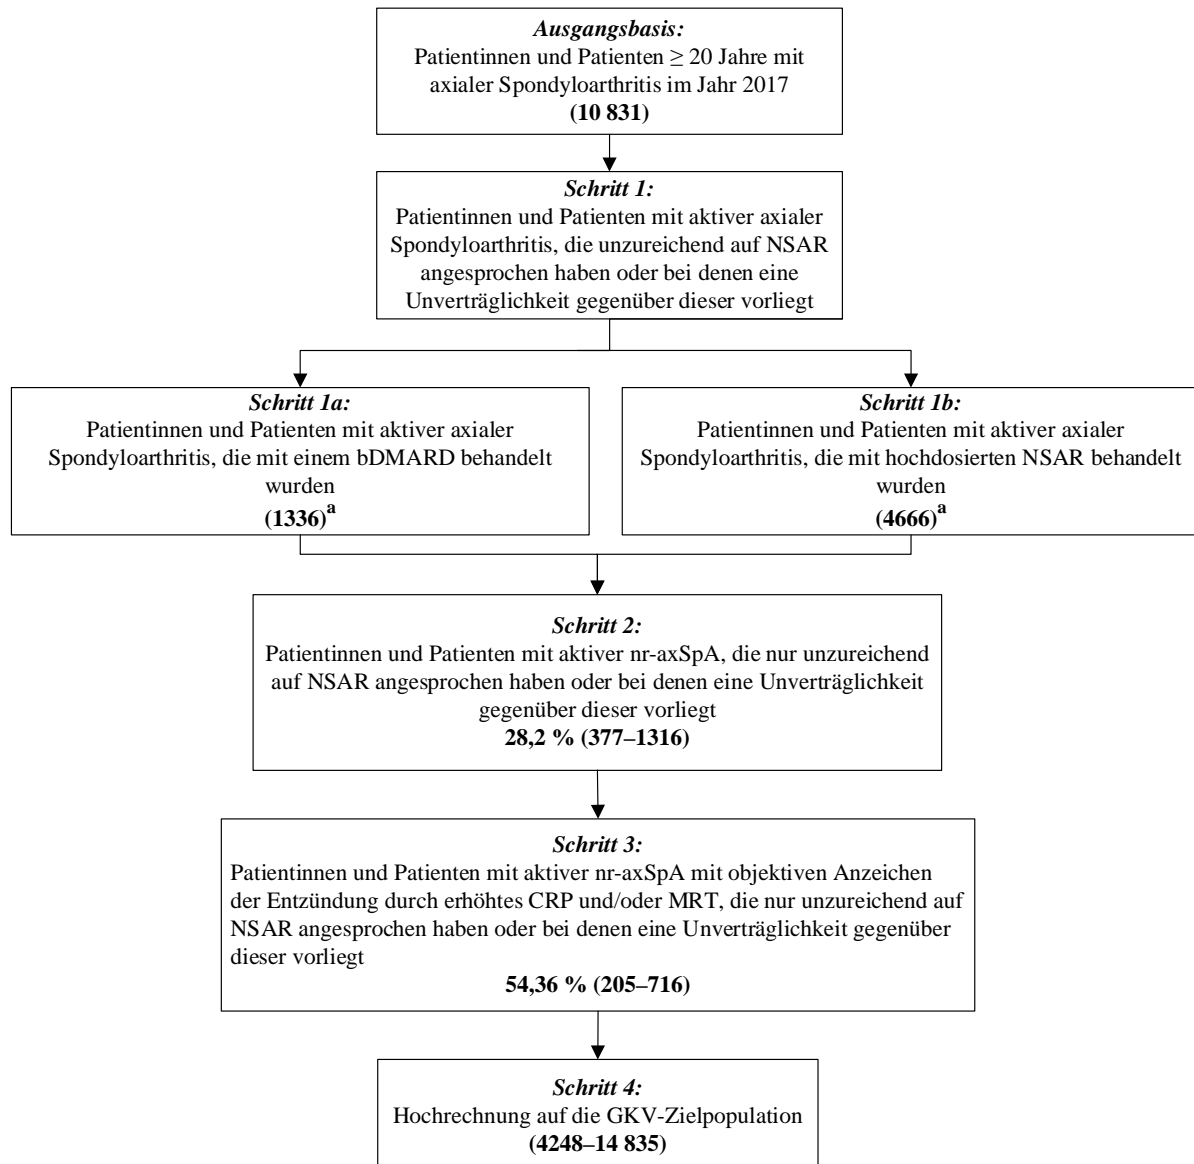 Ausgangsbasis:
Patientinnen und Patienten ≥ 20 Jahre mit
axialer Spondyloarthritis im Jahr 2017
(10 831)
Schritt 1:
Patientinnen und Patienten mit aktiver axialer
Spondyloarthritis, die unzureichend auf NSAR
angesprochen haben oder bei denen eine
Unverträglichkeit gegenüber dieser vorliegt
Schritt 1a:
Patientinnen und Patienten mit aktiver axialer
Spondyloarthritis, die mit einem bDMARD behandelt
wurden
(1336)a
Schritt 1b:
Patientinnen und Patienten mit aktiver axialer
Spondyloarthritis, die mit hochdosierten NSAR behandelt
wurden
(4666)a
Schritt 2:
Patientinnen und Patienten mit aktiver nr-axSpA, die nur unzureichend
auf NSAR angesprochen haben oder bei denen eine Unverträglichkeit
gegenüber dieser vorliegt
28,2 % (377–1316)
Schritt 3:
Patientinnen und Patienten mit aktiver nr-axSpA mit objektiven Anzeichen
der Entzündung durch erhöhtes CRP und/oder MRT, die nur unzureichend auf
NSAR angesprochen haben oder bei denen eine Unverträglichkeit gegenüber
dieser vorliegt
54,36 % (205–716)
Schritt 4:
Hochrechnung auf die GKV-Zielpopulation
(4248–14 835)